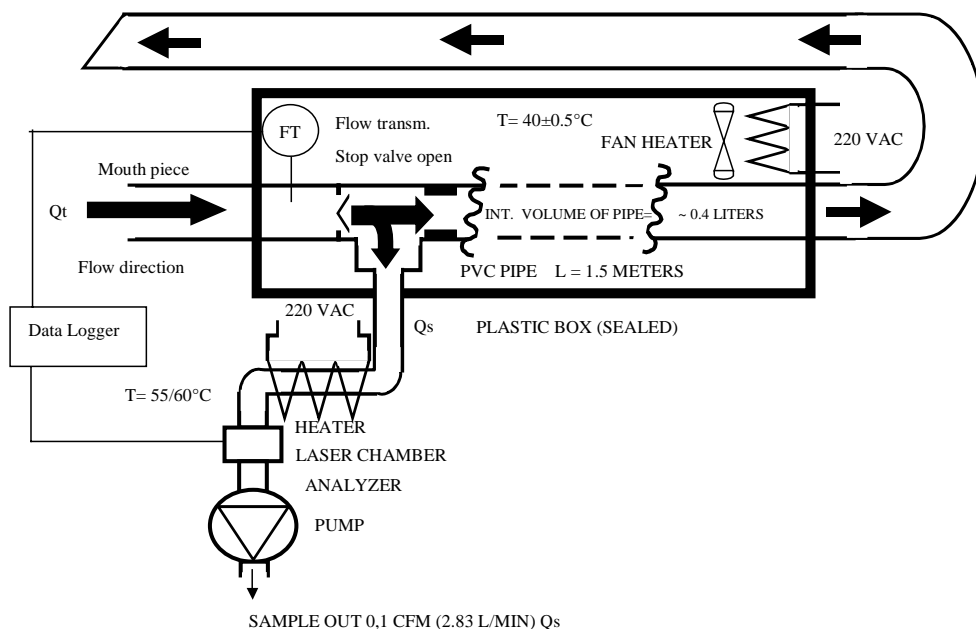 FT
Flow transm.
T= 40±0.5°C
FAN HEATER
220 VAC
Stop valve open
Mouth piece
Qt
INT. VOLUME OF PIPE= ~ 0.4 LITERS
Flow direction
PVC PIPE L = 1.5 METERS
220 VAC
Qs
PLASTIC BOX (SEALED)
Data Logger
T= 55/60°C
HEATER
LASER CHAMBER
ANALYZER
PUMP
SAMPLE OUT 0,1 CFM (2.83 L/MIN) Qs